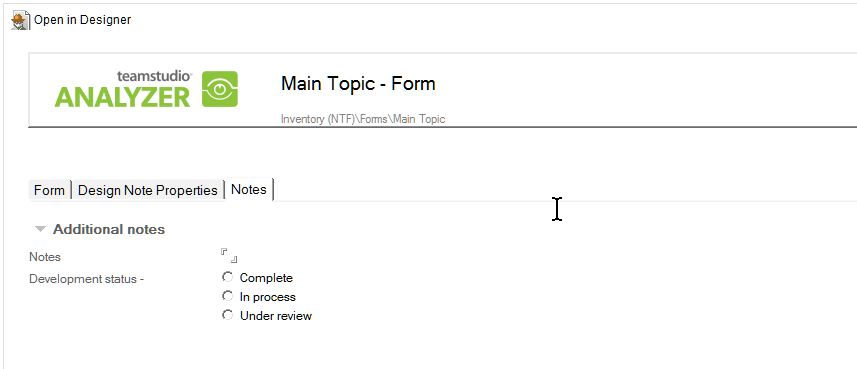 Open in Designer
teamstudio
ANALYZER
Main Topic - Form
Inventory (NTF)\Forms\Main Topic
Form Design Note Properties Notes
Additional notes
Notes
Development status - Complete
In process
Under review